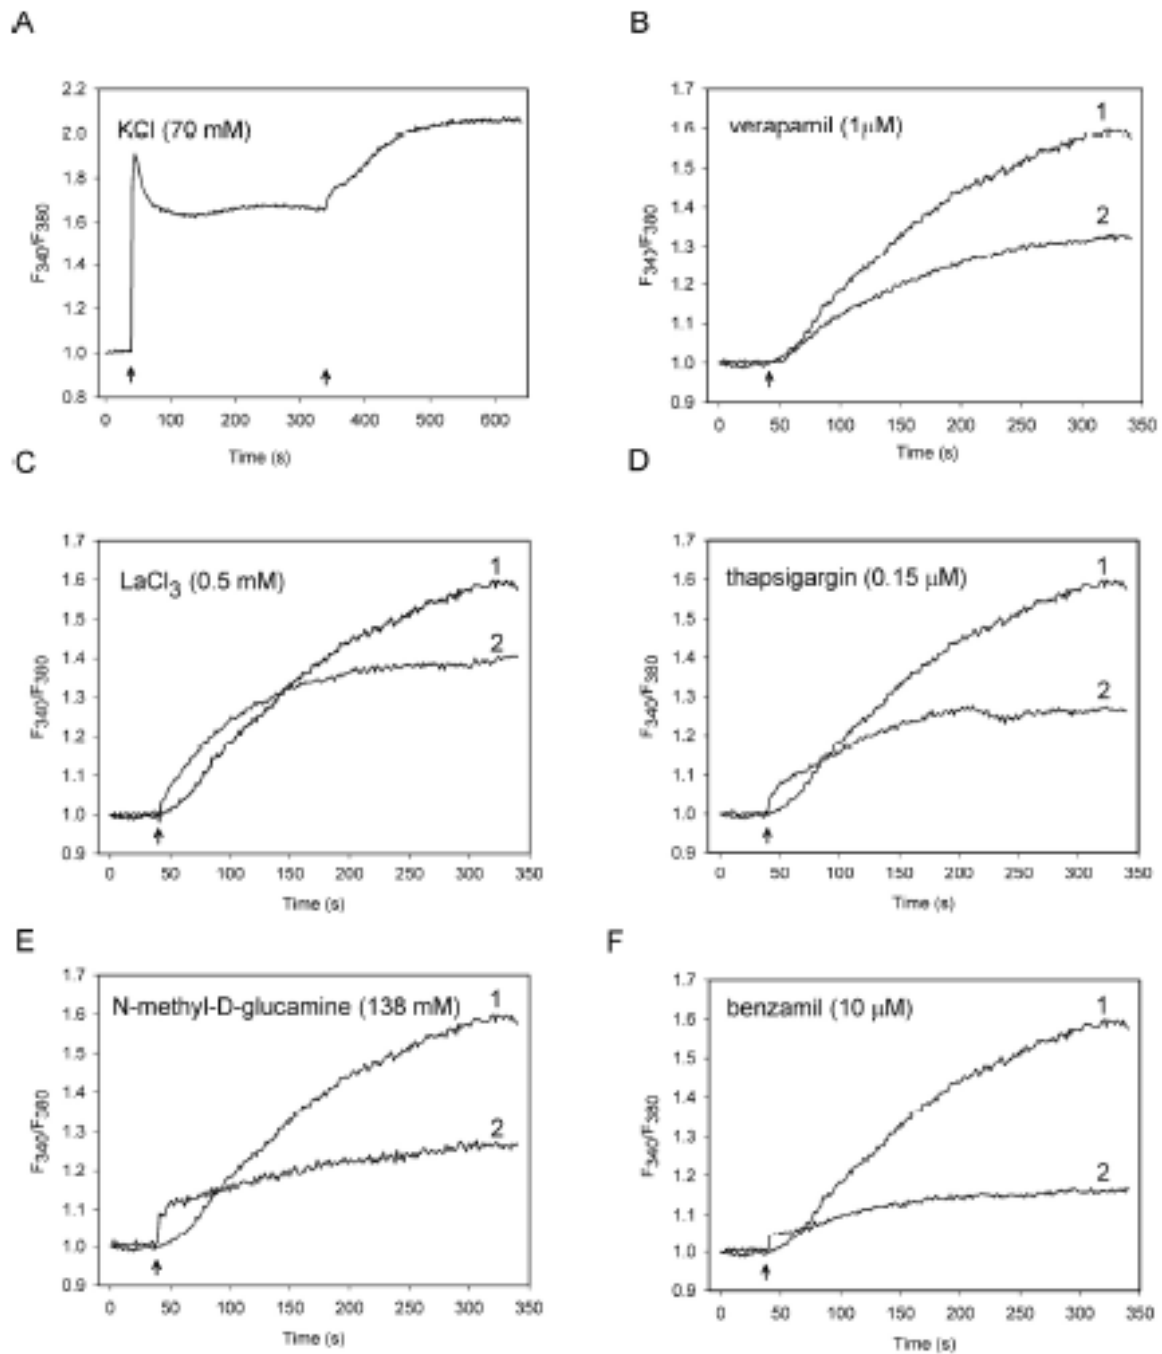 A
KCl (70 mM)
F340/F380
2.2
2.0
1.8
1.6
1.4
1.2
1.0
0.8
0 100 200 300 400 500 600
Time (s)
B
verapamil (1μM)
1
2
F340/F380
1.7
1.6
1.5
1.4
1.3
1.2
1.1
1.0
0.9
0 50 100 150 200 250 300 350
Time (s)
C
LaCl3 (0.5 mM)
1
2
F340/F380
1.7
1.6
1.5
1.4
1.3
1.2
1.1
1.0
0.9
0 50 100 150 200 250 300 350
Time (s)
D
thapsigargin (0.15 μM)
1
2
F340/F380
1.7
1.6
1.5
1.4
1.3
1.2
1.1
1.0
0.9
0 50 100 150 200 250 300 350
Time (s)
E
N-methyl-D-glucamine (138 mM)
1
2
F340/F380
1.7
1.6
1.5
1.4
1.3
1.2
1.1
1.0
0.9
0 50 100 150 200 250 300 350
Time (s)
F
benzamil (10 μM)
1
2
F340/F380
1.7
1.6
1.5
1.4
1.3
1.2
1.1
1.0
0.9
0 50 100 150 200 250 300 350
Time (s)